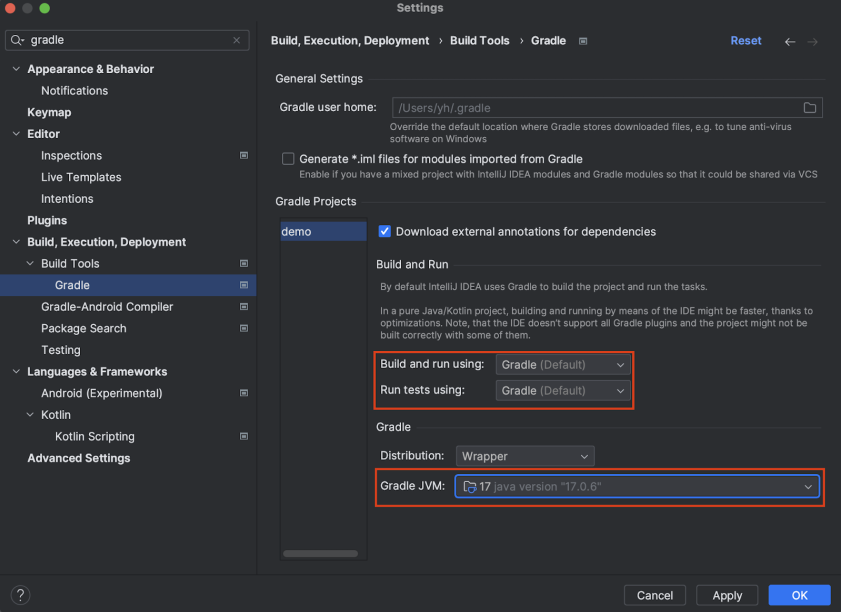 Settings
gradle
Appearance & Behavior
Notifications
Keymap
Editor
Inspections
Live Templates
Intentions
Plugins
Build, Execution, Deployment
Build Tools
Gradle
Gradle-Android Compiler
Package Search
Testing
Languages & Frameworks
Android (Experimental)
Kotlin
Kotlin Scripting
Advanced Settings
Build, Execution, Deployment › Build Tools › Gradle
Reset
General Settings
Gradle user home: /Users/yh/.gradle
Override the default location where Gradle stores downloaded files, e.g. to tune anti-virus
software on Windows
Generate *.iml files for modules imported from Gradle
Enable if you have a mixed project with IntelliJ IDEA modules and Gradle modules so that it could be shared via VCS
Gradle Projects
demo
Download external annotations for dependencies
Build and Run
By default IntelliJ IDEA uses Gradle to build the project and run the tasks.
In a pure Java/Kotlin project, building and running by means of the IDE might be faster, thanks to
optimizations. Note, that the IDE doesn't support all Gradle plugins and the project might not be
built correctly with some of them.
Build and run using: Gradle (Default)
Run tests using: Gradle (Default)
Gradle
Distribution: Wrapper
Gradle JVM: 17 java version "17.0.6"
?
Cancel
Apply
OK